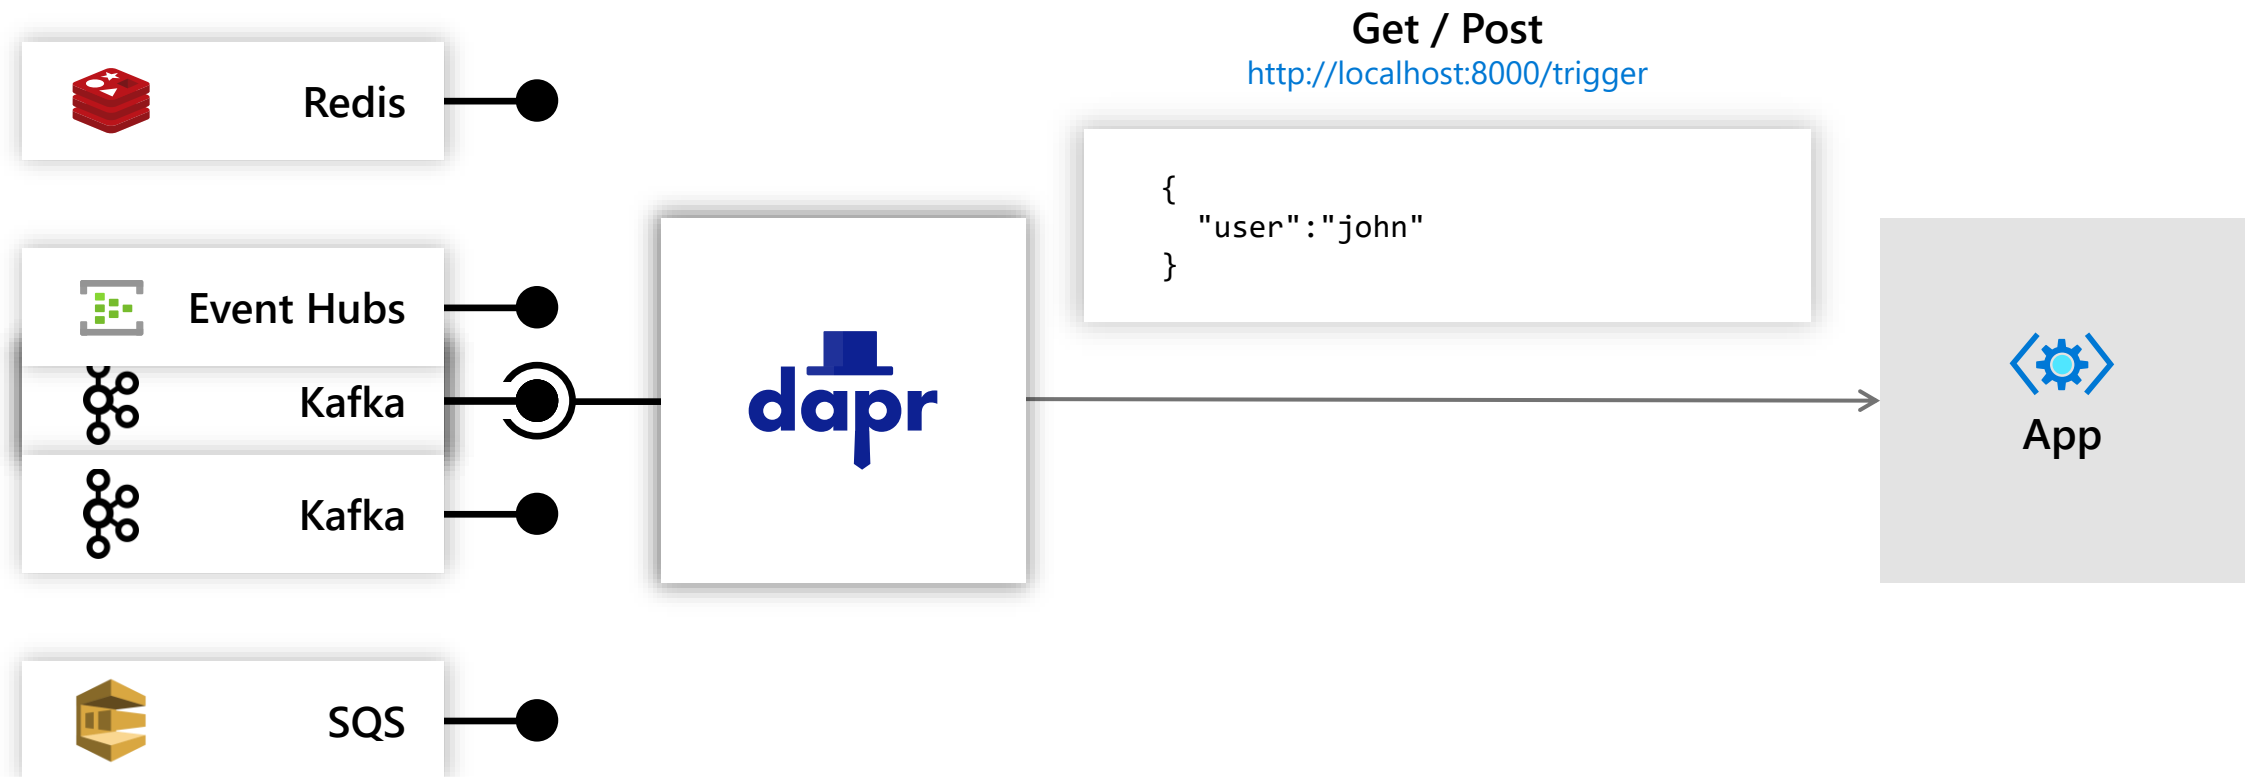 Get / Post
http://localhost:8000/trigger
Redis
{
"user":"john"
}
Event Hubs
Kafka
dapr
App
Kafka
SQS